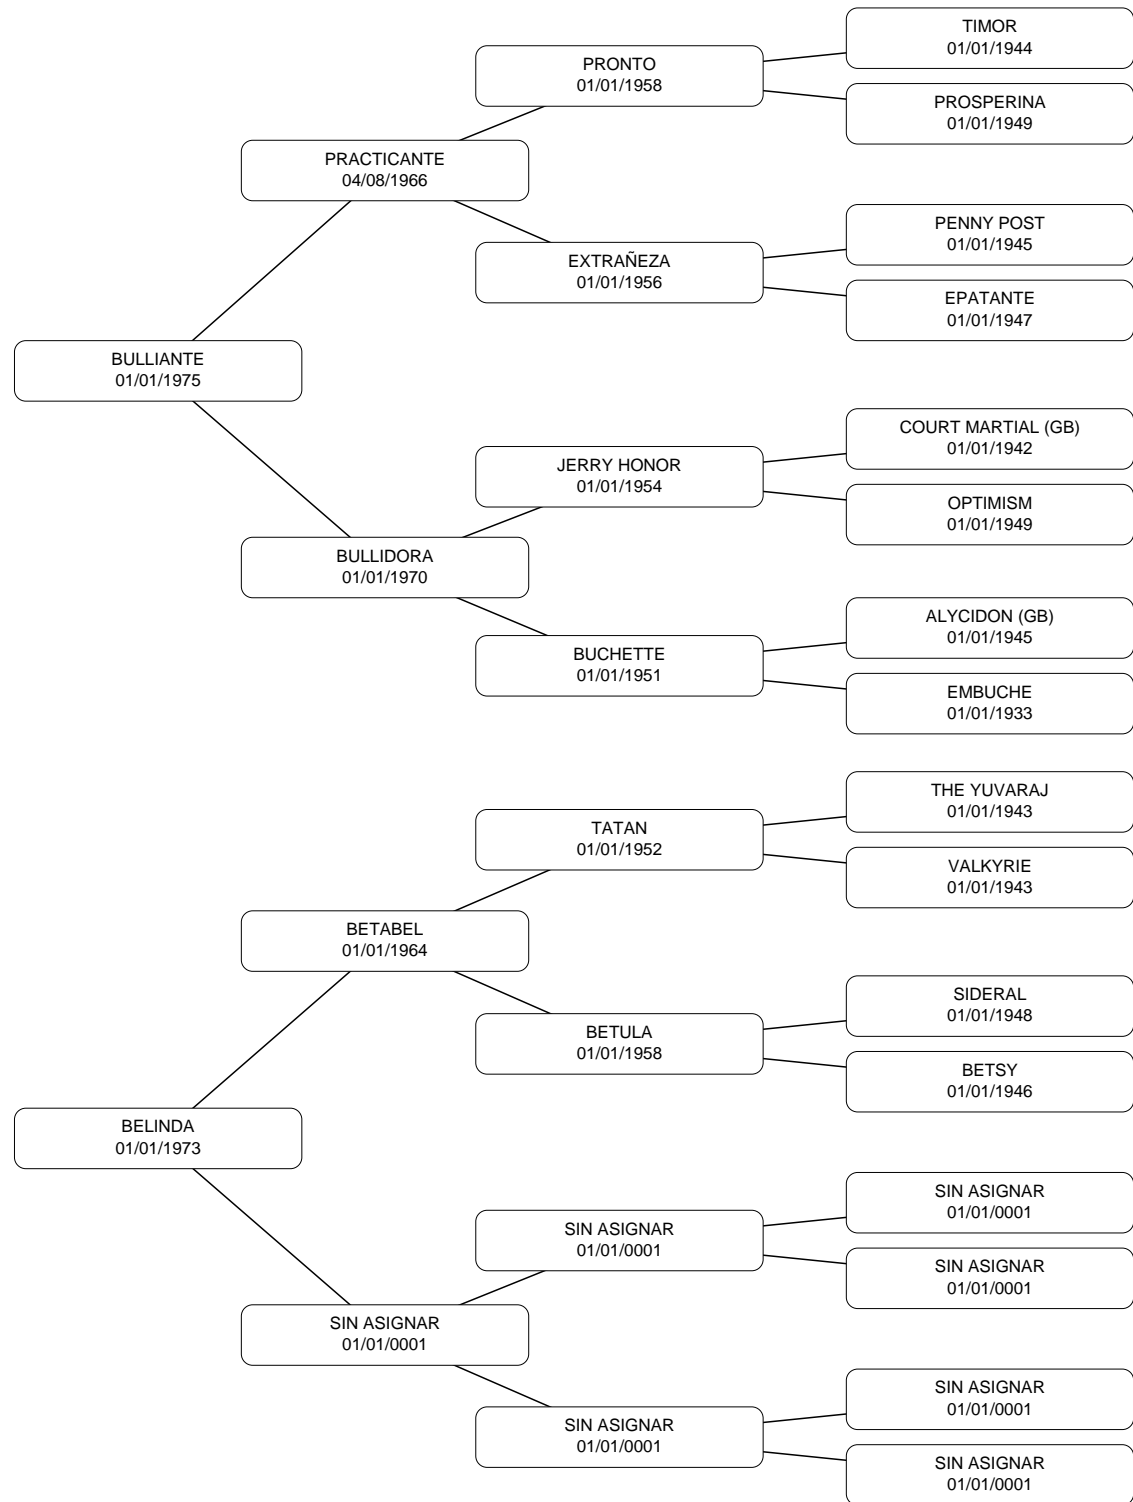 TIMOR
01/01/1944
PRONTO
01/01/1958
PROSPERINA
01/01/1949
PRACTICANTE
04/08/1966
PENNY POST
01/01/1945
EXTRAÑEZA
01/01/1956
EPATANTE
01/01/1947
BULLIANTE
01/01/1975
COURT MARTIAL (GB)
01/01/1942
JERRY HONOR
01/01/1954
OPTIMISM
01/01/1949
BULLIDORA
01/01/1970
ALYCIDON (GB)
01/01/1945
BUCHETTE
01/01/1951
EMBUCHE
01/01/1933
THE YUVARAJ
01/01/1943
TATAN
01/01/1952
VALKYRIE
01/01/1943
BETABEL
01/01/1964
SIDERAL
01/01/1948
BETULA
01/01/1958
BETSY
01/01/1946
BELINDA
01/01/1973
SIN ASIGNAR
01/01/0001
SIN ASIGNAR
01/01/0001
SIN ASIGNAR
01/01/0001
SIN ASIGNAR
01/01/0001
SIN ASIGNAR
01/01/0001
SIN ASIGNAR
01/01/0001
SIN ASIGNAR
01/01/0001